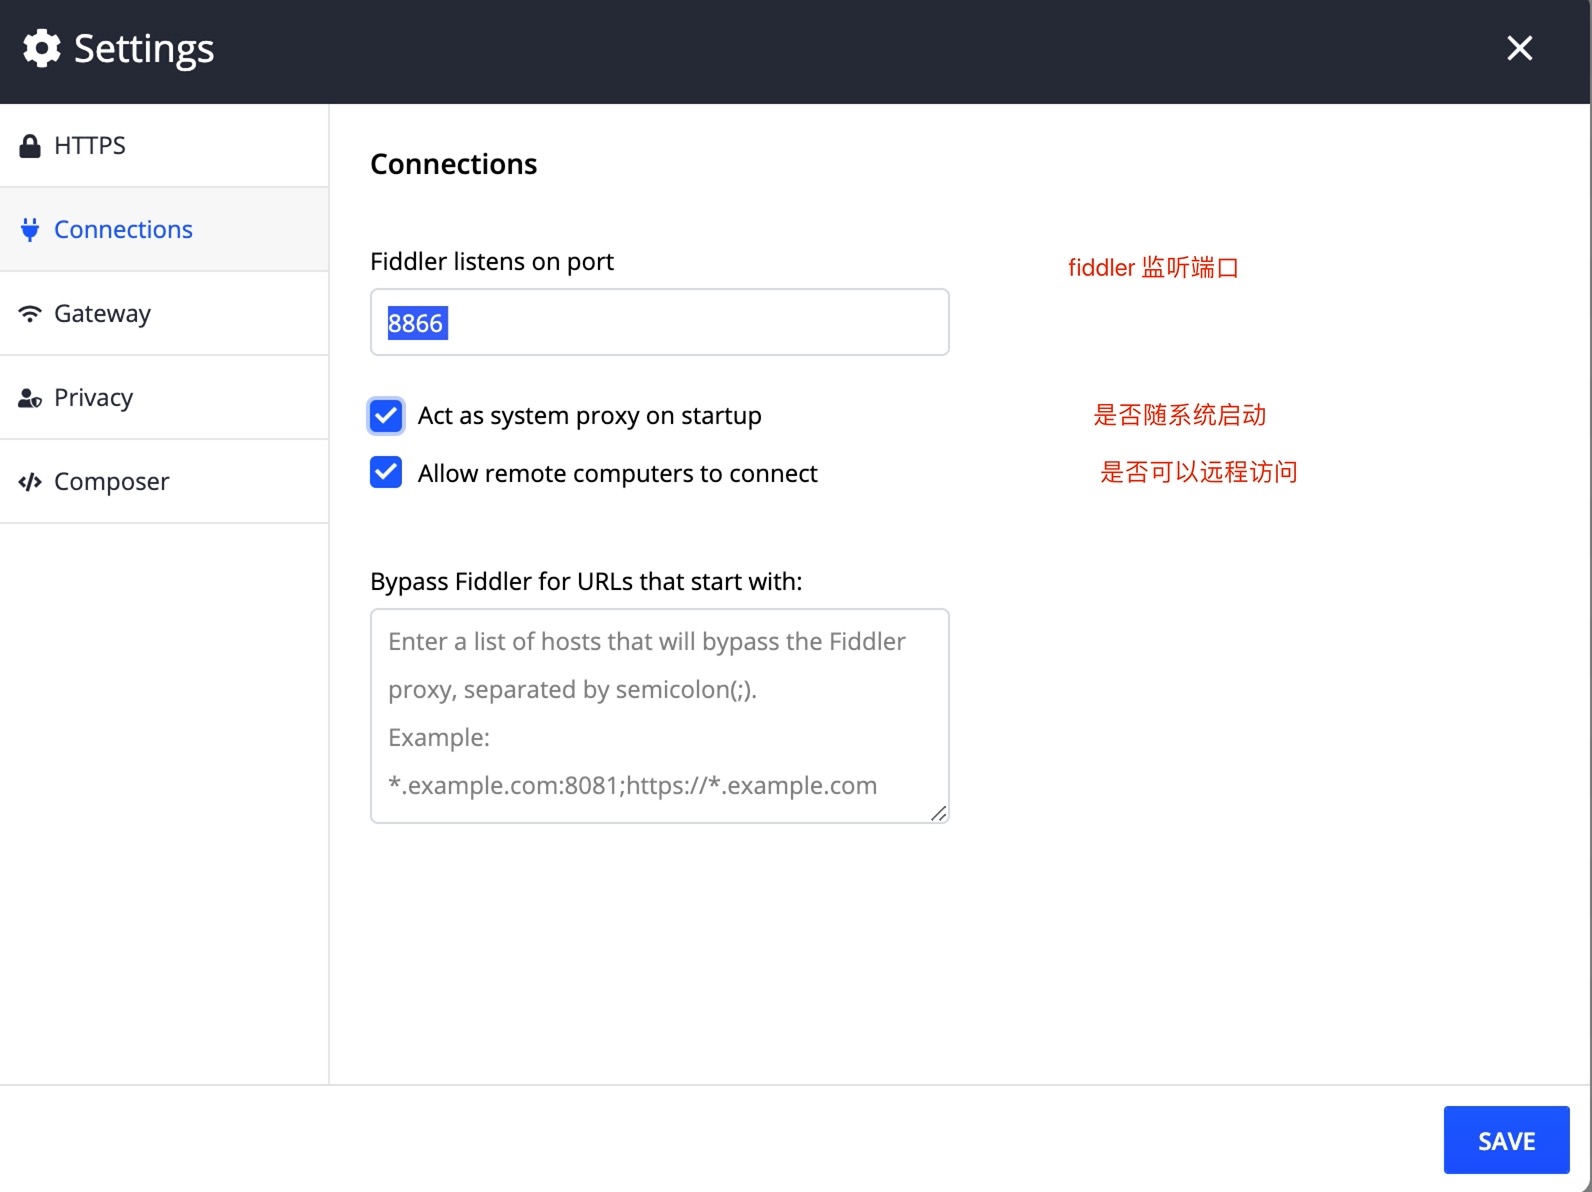 Settings
HTTPS
Connections
Gateway
Privacy
Composer
Connections
Fiddler listens on port
fiddler 监听端口
8866
Act as system proxy on startup
是否随系统启动
Allow remote computers to connect
是否可以远程访问
Bypass Fiddler for URLs that start with:
Enter a list of hosts that will bypass the Fiddler
proxy, separated by semicolon(;).
Example:
*.example.com:8081;https://*.example.com
SAVE